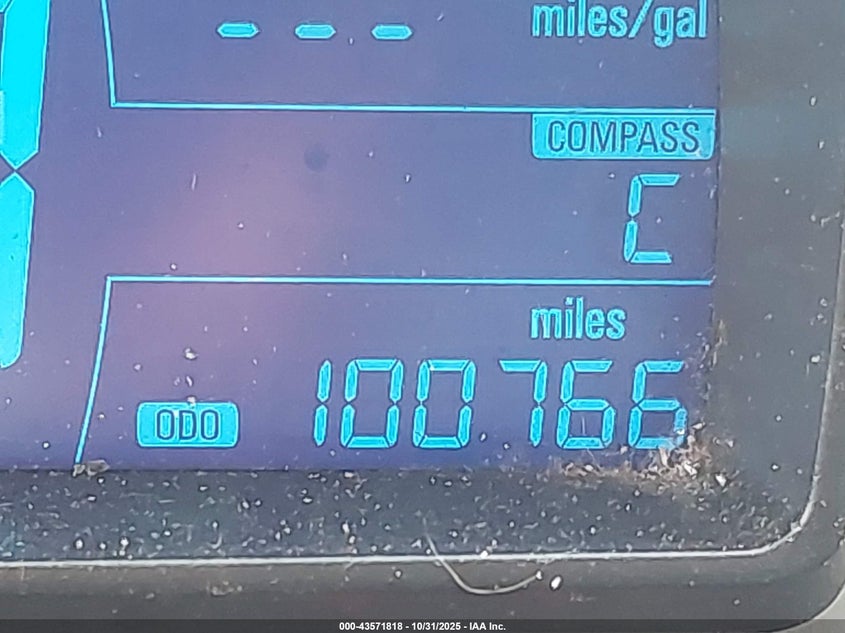 --- miles/gal
COMPASS
C
miles
ODO 100766
000-43571818 - 10/31/2025 - IAA Inc.